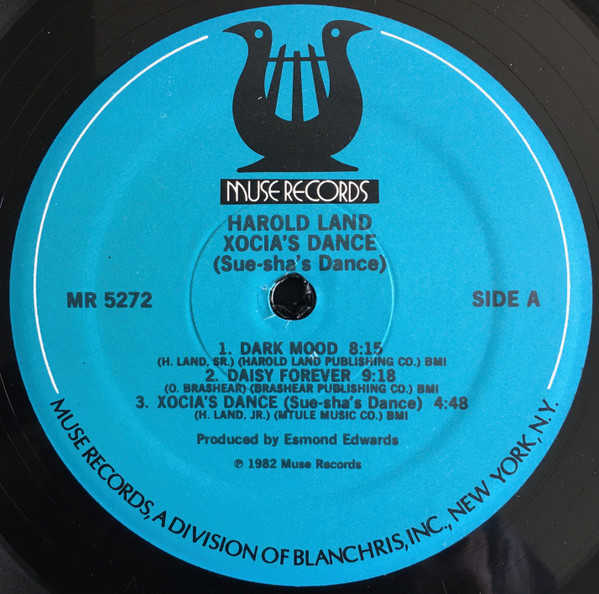 MUSE RECORDS
HAROLD LAND
XOCIA'S DANCE
(Sue-sha's Dance)
MR 5272
SIDE A
1. DARK MOOD 8:15
(H. LAND, SR.) (HAROLD LAND PUBLISHING CO.) BMI
2. DAISY FOREVER 9:18
(O. BRASHEAR) (BRASHEAR PUBLISHING CO.) BMI
3. XOCIA'S DANCE (Sue-sha's Dance) 4:48
(H. LAND, JR.) (MTULE MUSIC CO.) BMI
Produced by Esmond Edwards
℗ 1982 Muse Records
MUSE RECORDS, A DIVISION OF BLANCHRIS, INC., NEW YORK, N.Y.